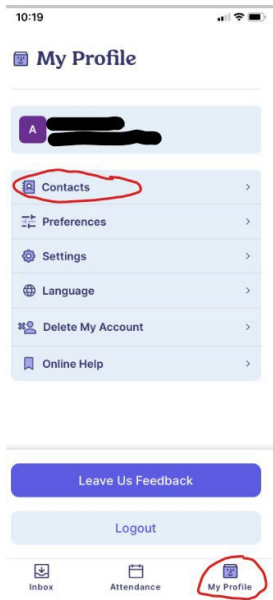 10:19
My Profile
A
Contacts
Preferences
Settings
Language
Delete My Account
Online Help
Leave Us Feedback
Logout
Inbox
Attendance
My Profile